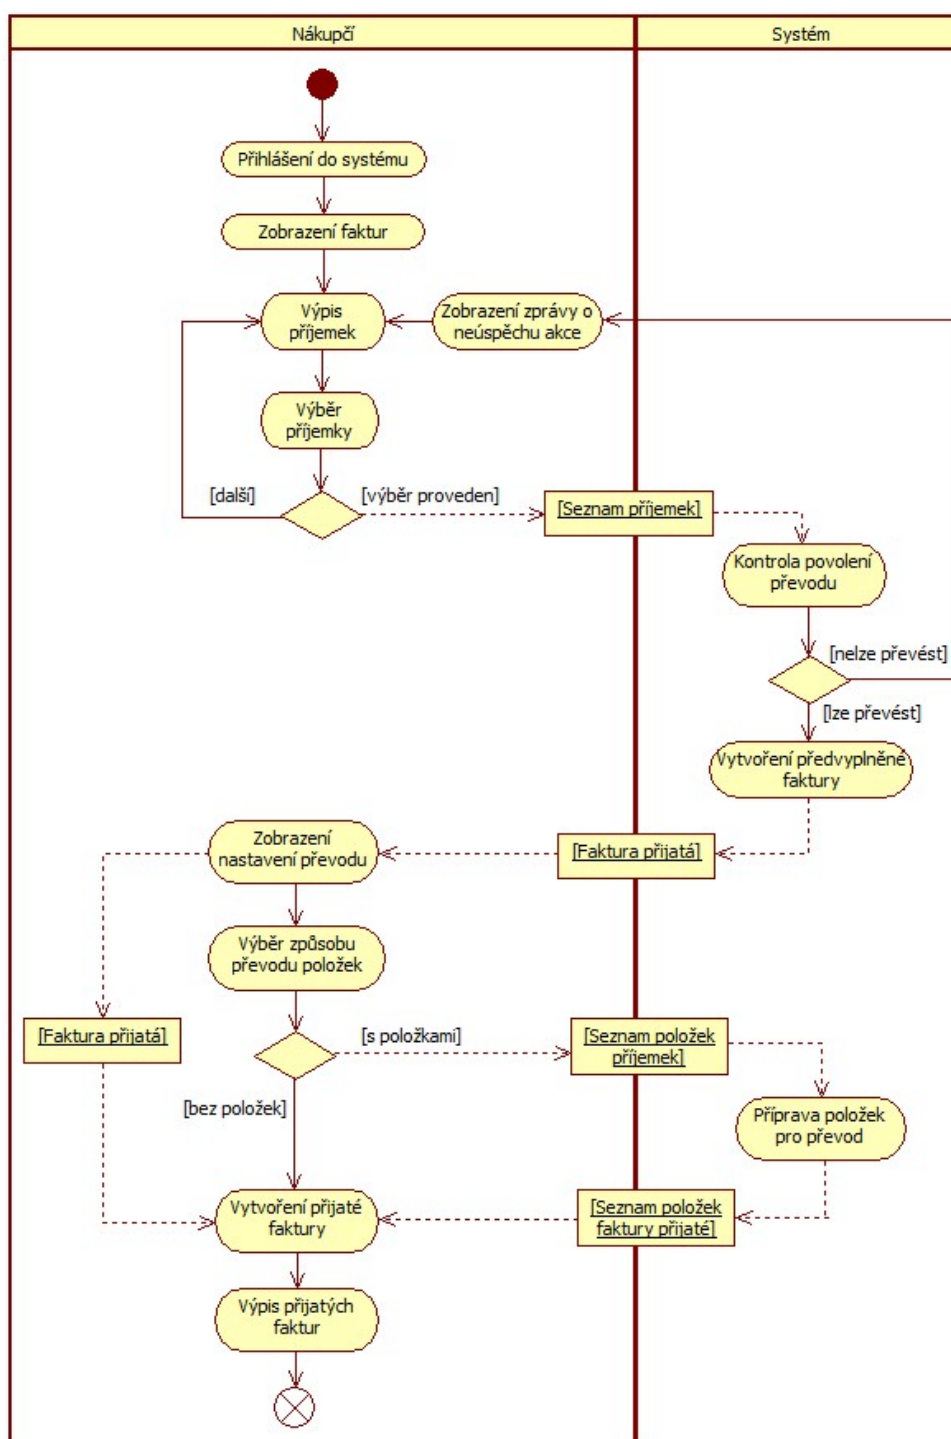 Nákupčí
Systém
Přihlášení do systému
Zobrazení faktur
Výpis
příjemek
Zobrazení zprávy o
neúspěchu akce
Výběr
příjemky
[další]
[výběr proveden]
[Seznam příjemek]
Kontrola povolení
převodu
[nelze převést]
[lze převést]
Vytvoření předvyplněné
faktury
Zobrazení
nastavení převodu
[Faktura přijatá]
Výběr způsobu
převodu položek
[Faktura přijatá]
[s položkami]
[Seznam položek
příjemek]
[bez položek]
Příprava položek
pro převod
Vytvoření přijaté
faktury
[Seznam položek
faktury přijaté]
Výpis přijatých
faktur